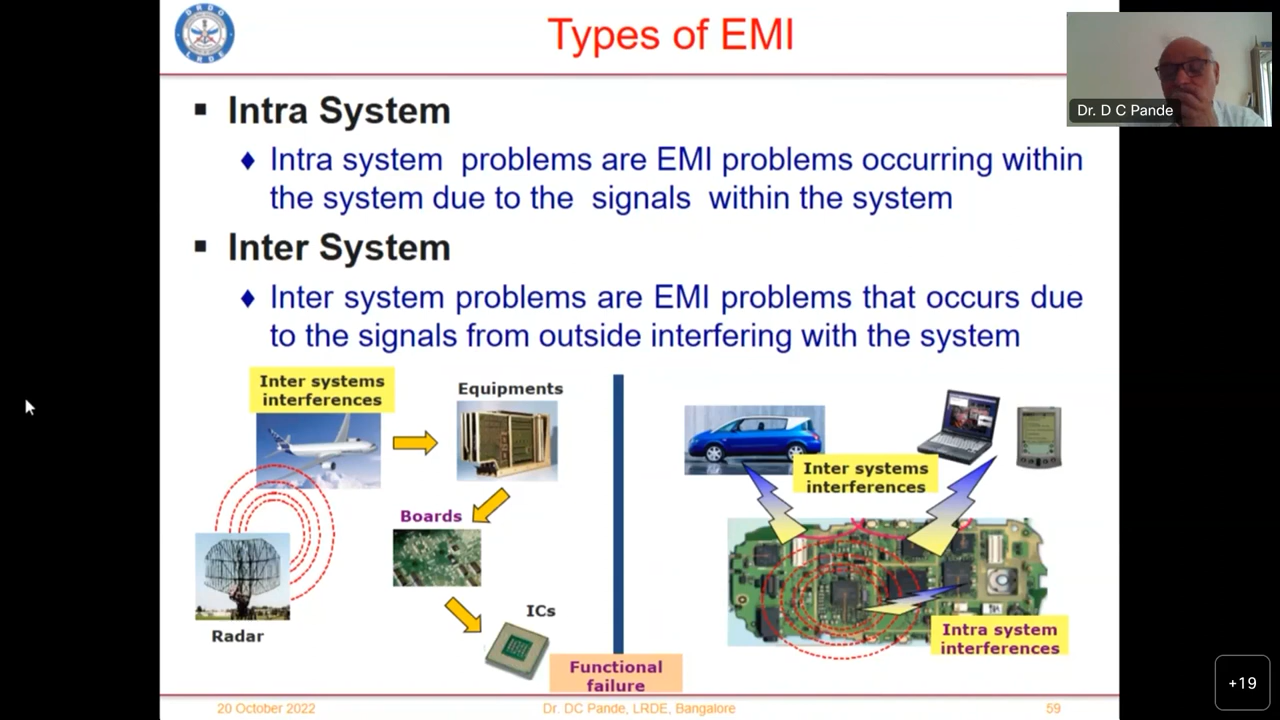 DRDO
LRDE
Types of EMI
Dr. D C Pande
▪ Intra System
♦ Intra system problems are EMI problems occurring within
the system due to the signals within the system
▪ Inter System
♦ Inter system problems are EMI problems that occurs due
to the signals from outside interfering with the system
Inter systems
interferences
Equipments
Boards
ICs
Radar
Functional
failure
Inter systems
interferences
Intra system
interferences
20 October 2022
Dr. DC Pande, LRDE, Bangalore
59
+19